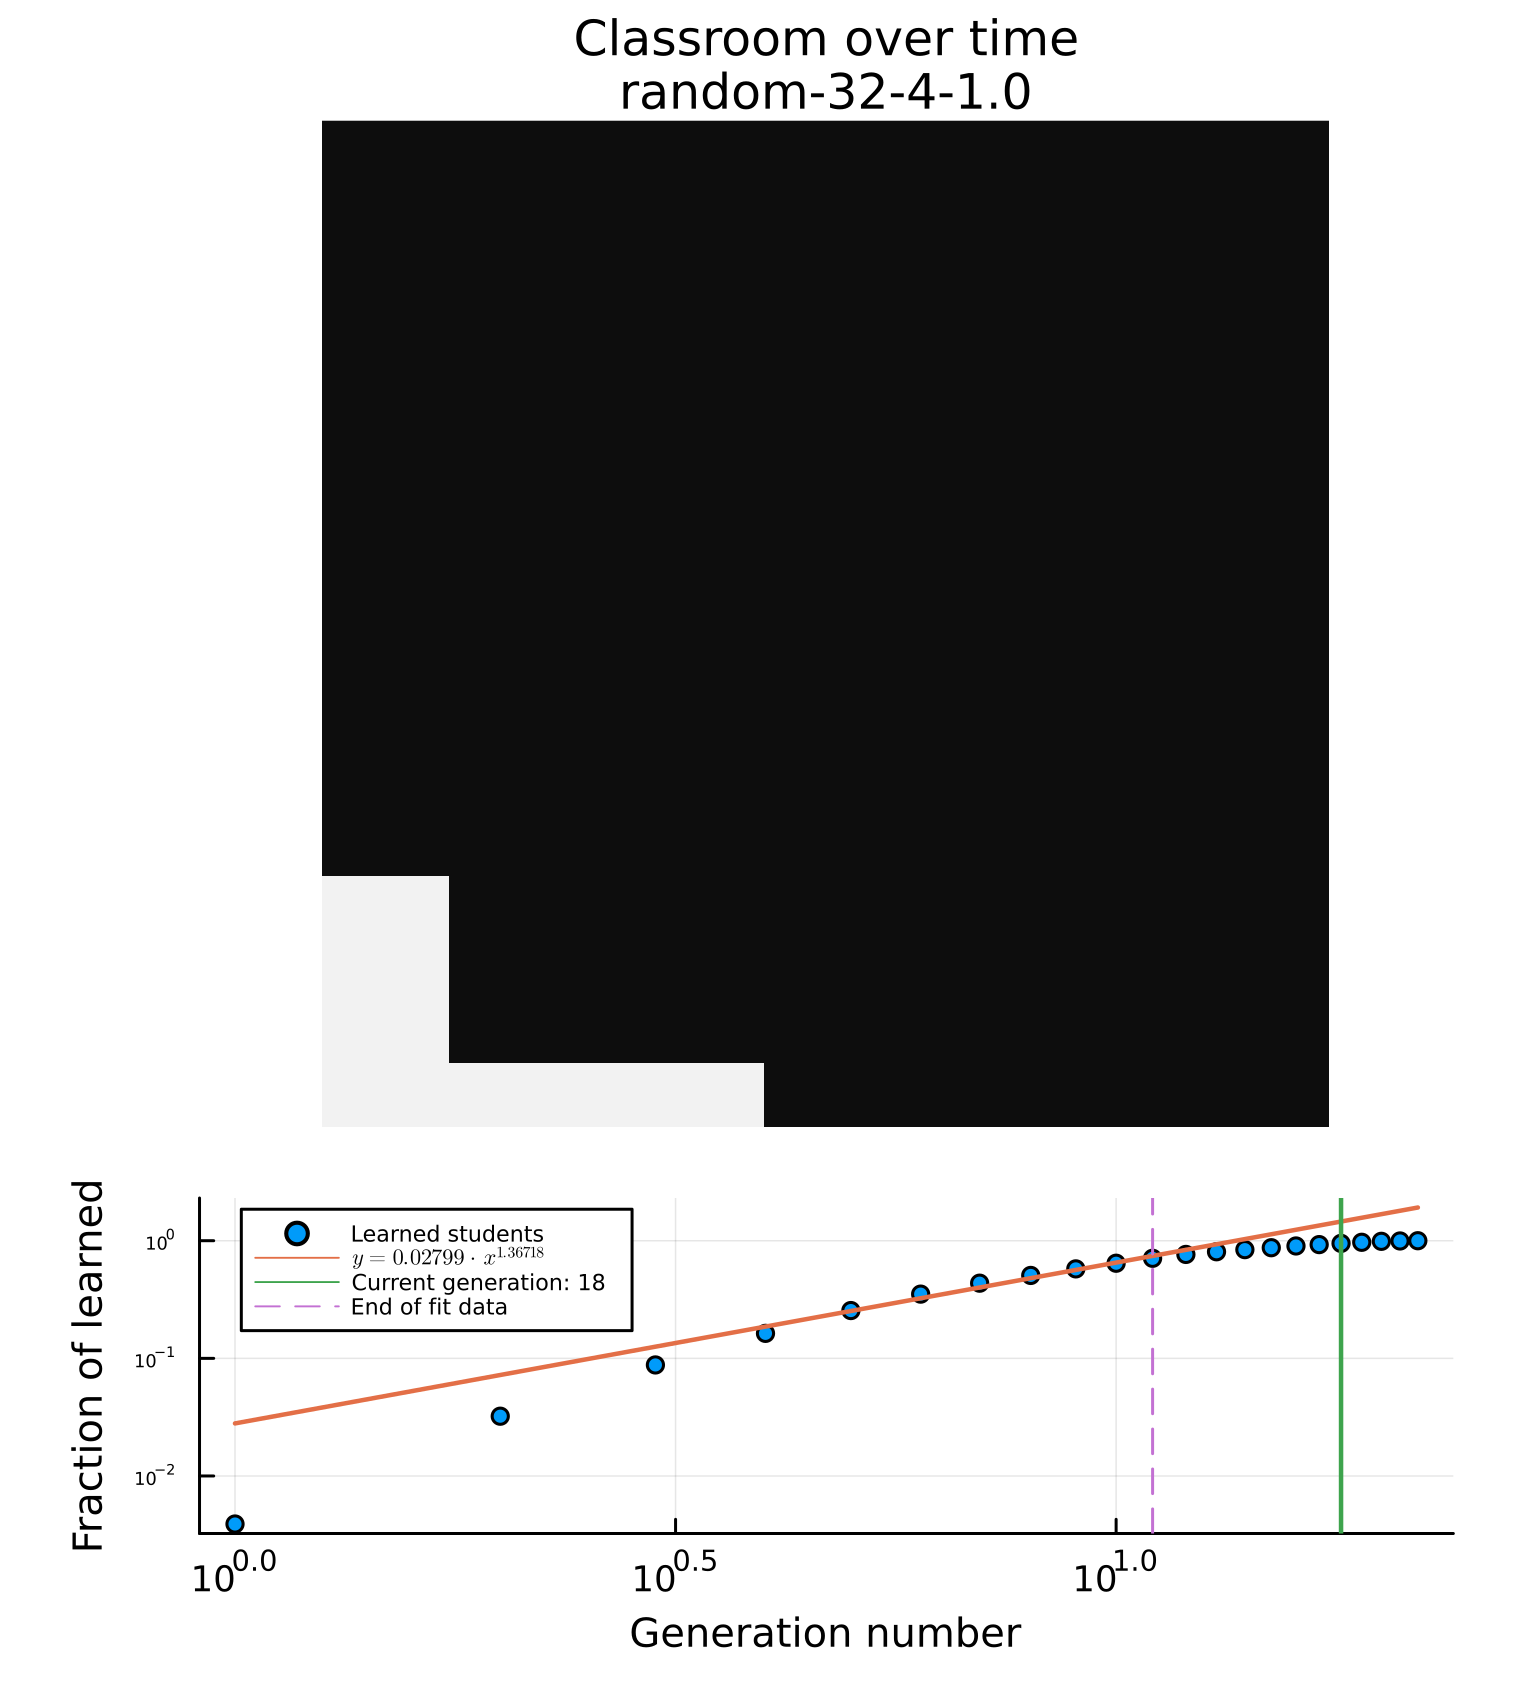 Classroom over time
random-32-4-1.0
Fraction of learned
10⁰
10⁻¹
10⁻²
Learned students
y = 0.02799 · x^1.36718
Current generation: 18
End of fit data
10^0.0 10^0.5 10^1.0
Generation number